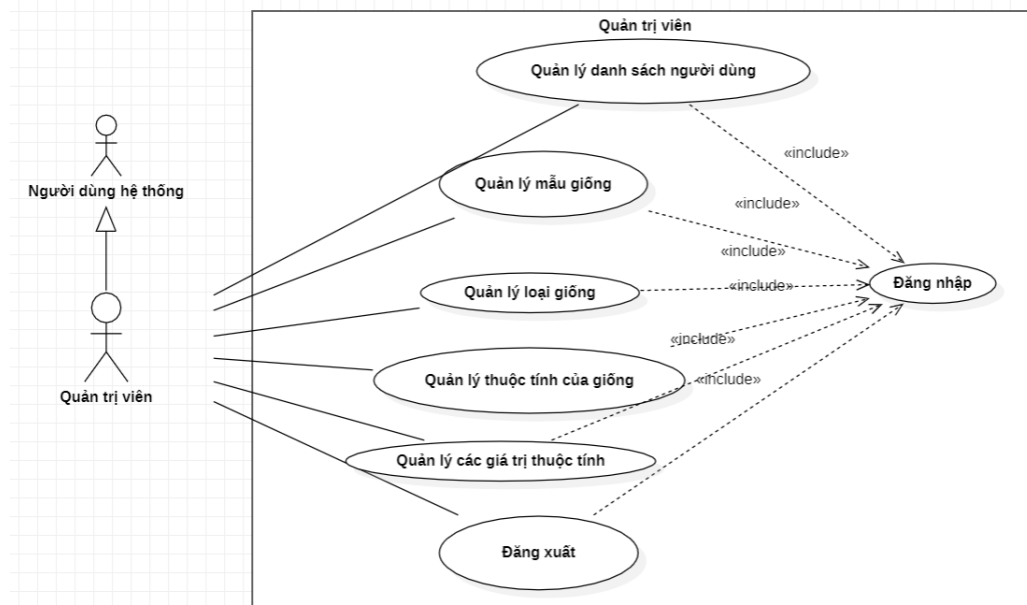 Quản trị viên
Quản lý danh sách người dùng
«include»
Quản lý mẫu giống
Người dùng hệ thống
«include»
«include»
Quản lý loại giống
«include»
Đăng nhập
«include»
Quản lý thuộc tính của giống
«include»
Quản trị viên
Quản lý các giá trị thuộc tính
Đăng xuất